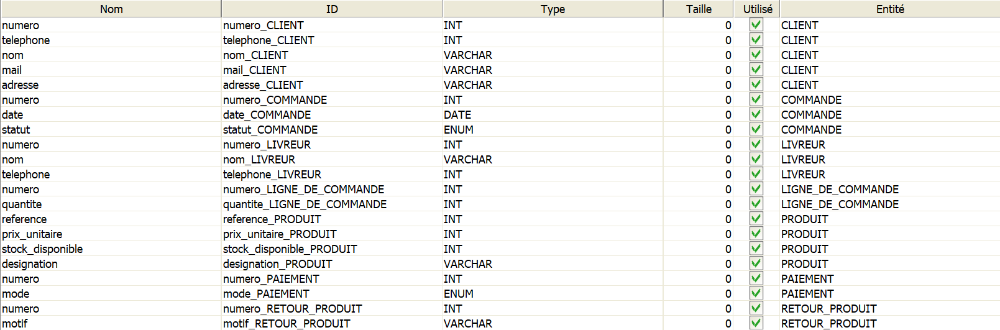 Nom ID Type Taille Utilisé Entité
numero numero_CLIENT INT 0 CLIENT
telephone telephone_CLIENT INT 0 CLIENT
nom nom_CLIENT VARCHAR 0 CLIENT
mail mail_CLIENT VARCHAR 0 CLIENT
adresse adresse_CLIENT VARCHAR 0 CLIENT
numero numero_COMMANDE INT 0 COMMANDE
date date_COMMANDE DATE 0 COMMANDE
statut statut_COMMANDE ENUM 0 COMMANDE
numero numero_LIVREUR INT 0 LIVREUR
nom nom_LIVREUR VARCHAR 0 LIVREUR
telephone telephone_LIVREUR INT 0 LIVREUR
numero numero_LIGNE_DE_COMMANDE INT 0 LIGNE_DE_COMMANDE
quantite quantite_LIGNE_DE_COMMANDE INT 0 LIGNE_DE_COMMANDE
reference reference_PRODUIT INT 0 PRODUIT
prix_unitaire prix_unitaire_PRODUIT INT 0 PRODUIT
stock_disponible stock_disponible_PRODUIT INT 0 PRODUIT
designation designation_PRODUIT VARCHAR 0 PRODUIT
numero numero_PAIEMENT INT 0 PAIEMENT
mode mode_PAIEMENT ENUM 0 PAIEMENT
numero numero_RETOUR_PRODUIT INT 0 RETOUR_PRODUIT
motif motif_RETOUR_PRODUIT VARCHAR 0 RETOUR_PRODUIT